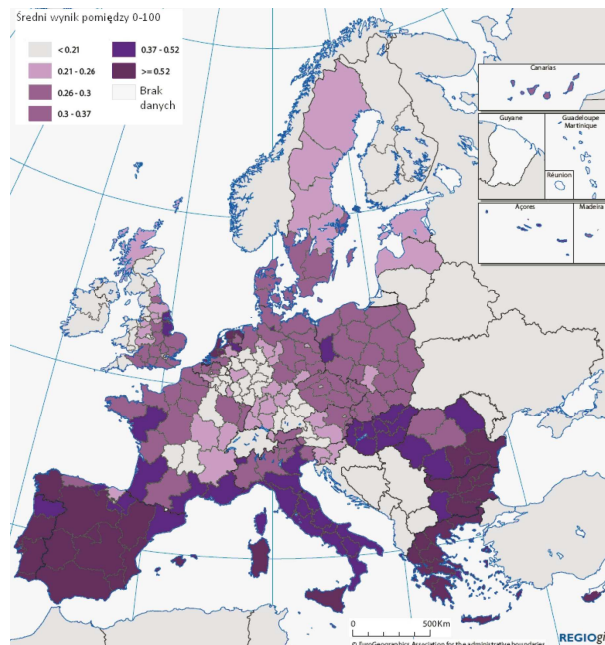 Średni wynik pomiędzy 0-100
< 0.21
0.21 - 0.26
0.26 - 0.3
0.3 - 0.37
0.37 - 0.52
>= 0.52
Brak
danych
Canarias
Guyane
Guadeloupe
Martinique
Réunion
Açores
Madeira
0
500Km
© EuroGeographics Association for the administrative boundaries
REGIOgi